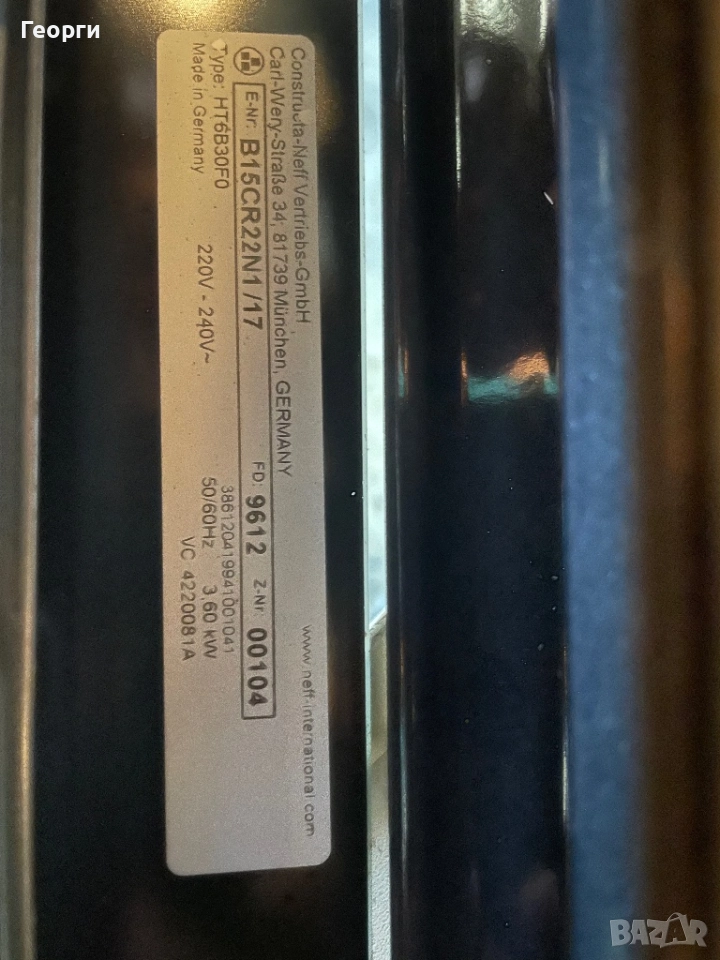 Георги
Constructa-Neff Vertriebs-GmbH
Carl-Wery-Straße 34; 81739 München, GERMANY
www.neff-international.com
E-Nr. B15CR22N1 /17 FD: 9612 Z-Nr. 00104
386120419941001041
Type: HT6B30F0 220V - 240V~ 50/60Hz 3,60 kW
Made in Germany VC 4220081A
BAZAR